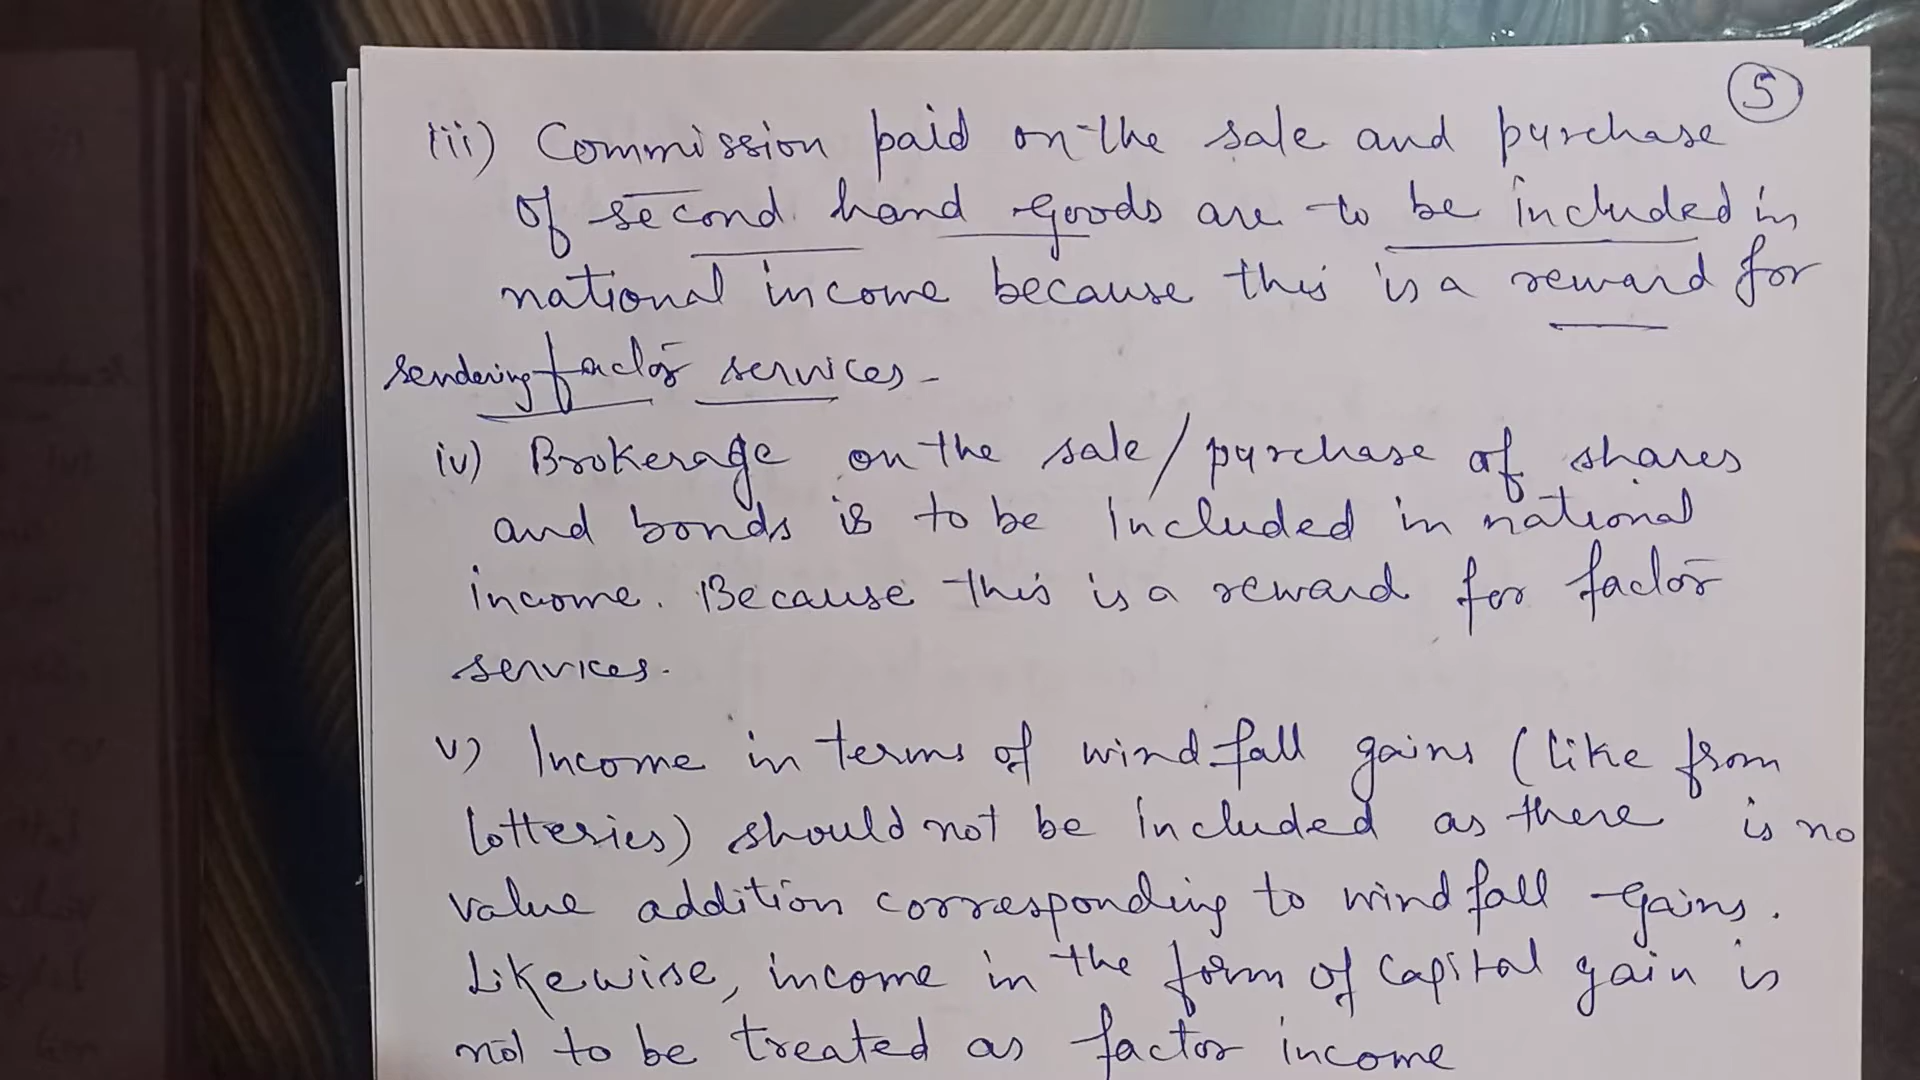 5
iii) Commission paid on the sale and purchase
of second hand goods are to be included in
national income because this is a reward for
rendering factor services.
iv) Brokerage on the sale/purchase of shares
and bonds is to be included in national
income. Because this is a reward for factor
services.
v) Income in terms of windfall gains (like from
lotteries) should not be included as there is no
value addition corresponding to windfall gains.
Likewise, income in the form of capital gain is
not to be treated as factor income